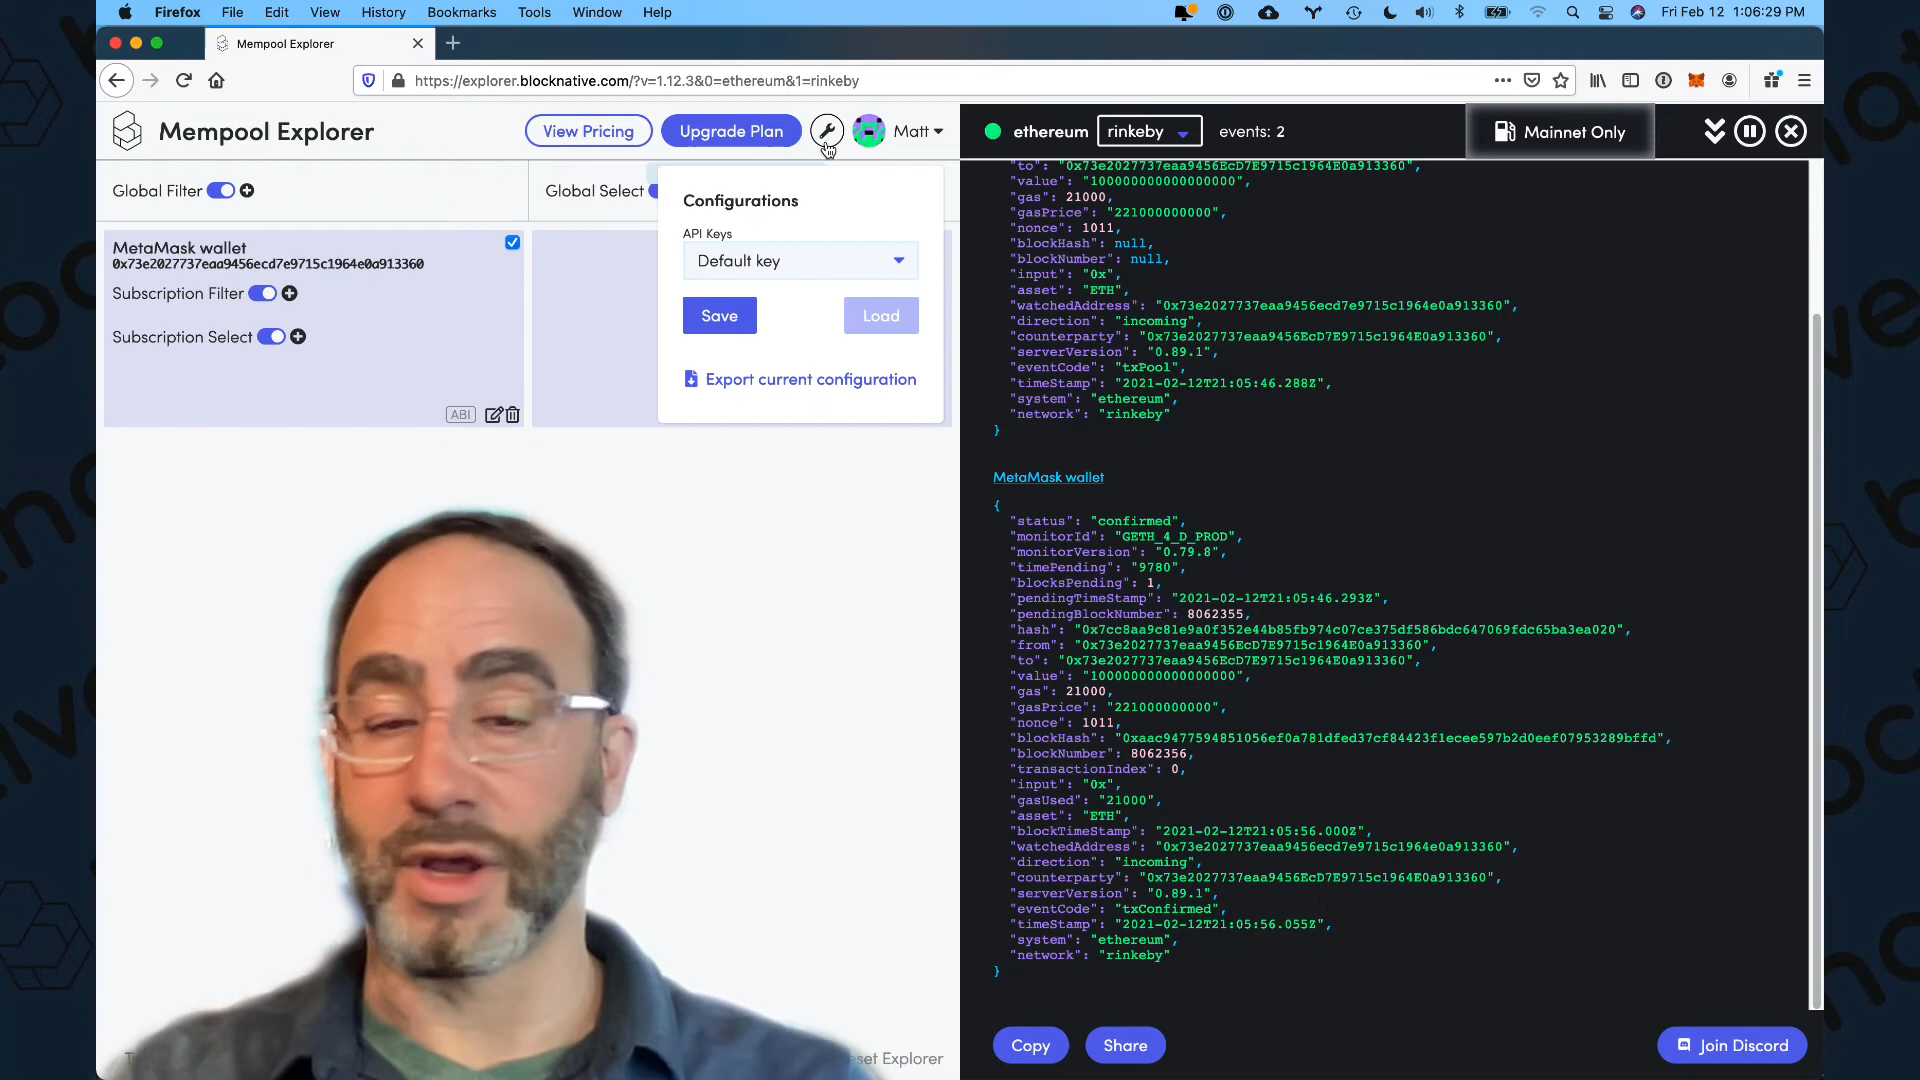 Firefox File Edit View History Bookmarks Tools Window Help Fri Feb 12 1:06:29 PM
Mempool Explorer
https://explorer.blocknative.com/?v=1.12.3&0=ethereum&1=rinkeby
Mempool Explorer View Pricing Upgrade Plan Matt
ethereum rinkeby events: 2 Mainnet Only
Global Filter Global Select
MetaMask wallet
0x73e2027737eaa9456ecd7e9715c1964e0a913360
Subscription Filter
Subscription Select
ABI
Configurations
API Keys
Default key
Save Load
Export current configuration
"to": "0x73e2027737eaa9456EcD7E9715c1964E0a913360",
"value": "100000000000000000",
"gas": 21000,
"gasPrice": "221000000000",
"nonce": 1011,
"blockHash": null,
"blockNumber": null,
"input": "0x",
"asset": "ETH",
"watchedAddress": "0x73e2027737eaa9456ecd7e9715c1964e0a913360",
"direction": "incoming",
"counterparty": "0x73e2027737eaa9456EcD7E9715c1964E0a913360",
"serverVersion": "0.89.1",
"eventCode": "txPool",
"timeStamp": "2021-02-12T21:05:46.288Z",
"system": "ethereum",
"network": "rinkeby"
}
MetaMask wallet
{
"status": "confirmed",
"monitorId": "GETH_4_D_PROD",
"monitorVersion": "0.79.8",
"timePending": "9780",
"blocksPending": 1,
"pendingTimeStamp": "2021-02-12T21:05:46.293Z",
"pendingBlockNumber": 8062355,
"hash": "0x7cc8aa9c81e9a0f352e44b85fb974c07ce375df586bdc647069fdc65ba3ea020",
"from": "0x73e2027737eaa9456EcD7E9715c1964E0a913360",
"to": "0x73e2027737eaa9456EcD7E9715c1964E0a913360",
"value": "100000000000000000",
"gas": 21000,
"gasPrice": "221000000000",
"nonce": 1011,
"blockHash": "0xaac9477594851056ef0a781dfed37cf84423f1ecee597b2d0eef07953289bffd",
"blockNumber": 8062356,
"transactionIndex": 0,
"input": "0x",
"gasUsed": "21000",
"asset": "ETH",
"blockTimeStamp": "2021-02-12T21:05:56.000Z",
"watchedAddress": "0x73e2027737eaa9456ecd7e9715c1964e0a913360",
"direction": "incoming",
"counterparty": "0x73e2027737eaa9456EcD7E9715c1964E0a913360",
"serverVersion": "0.89.1",
"eventCode": "txConfirmed",
"timeStamp": "2021-02-12T21:05:56.055Z",
"system": "ethereum",
"network": "rinkeby"
}
Copy Share Join Discord
Explorer